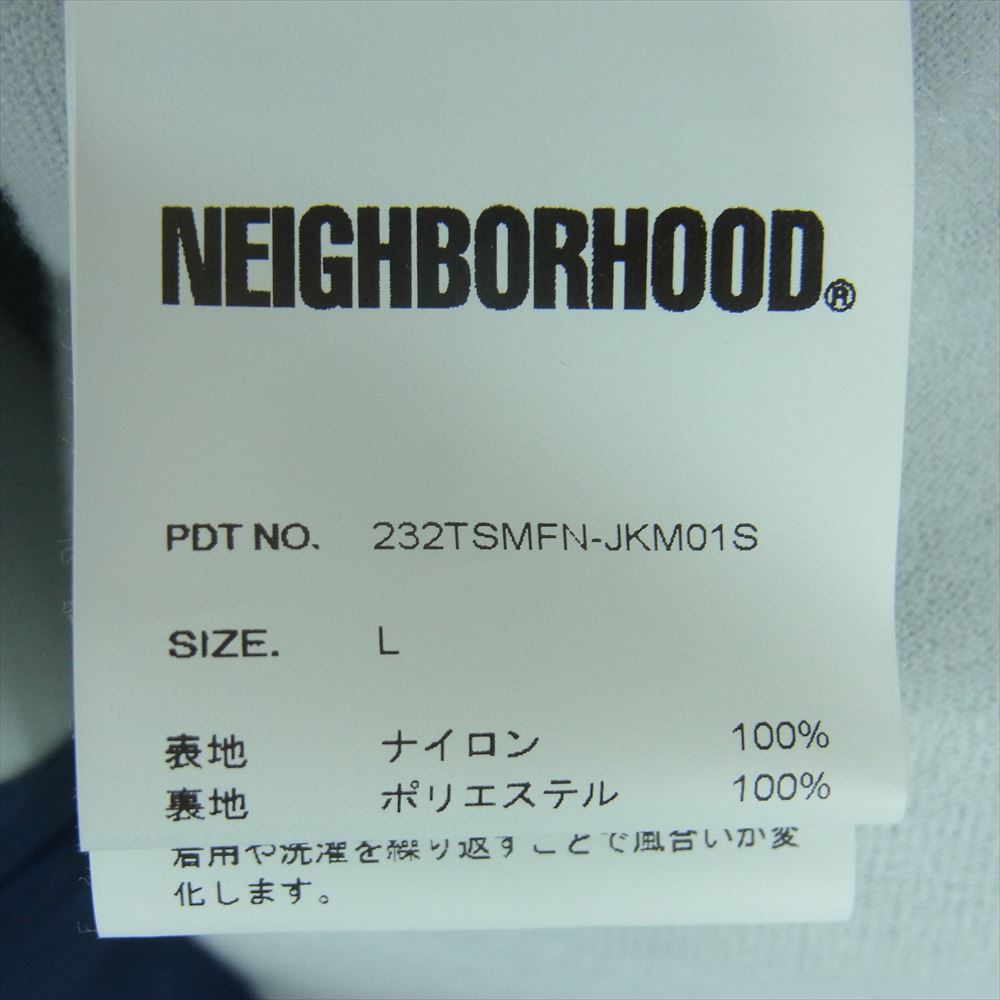 NEIGHBORHOOD®
PDT NO. 232TSMFN-JKM01S
SIZE. L
表地 ナイロン 100%
裏地 ポリエステル 100%
着用や洗濯を繰り返すことで風合いが変
化します。